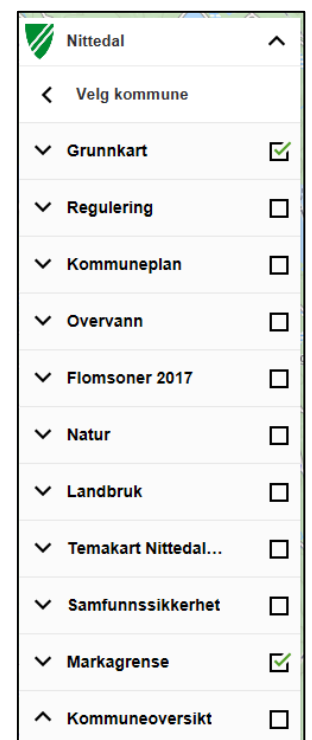 Nittedal
Velg kommune
Grunnkart
Regulering
Kommuneplan
Overvann
Flomsoner 2017
Natur
Landbruk
Temakart Nittedal...
Samfunnssikkerhet
Markagrense
Kommuneoversikt